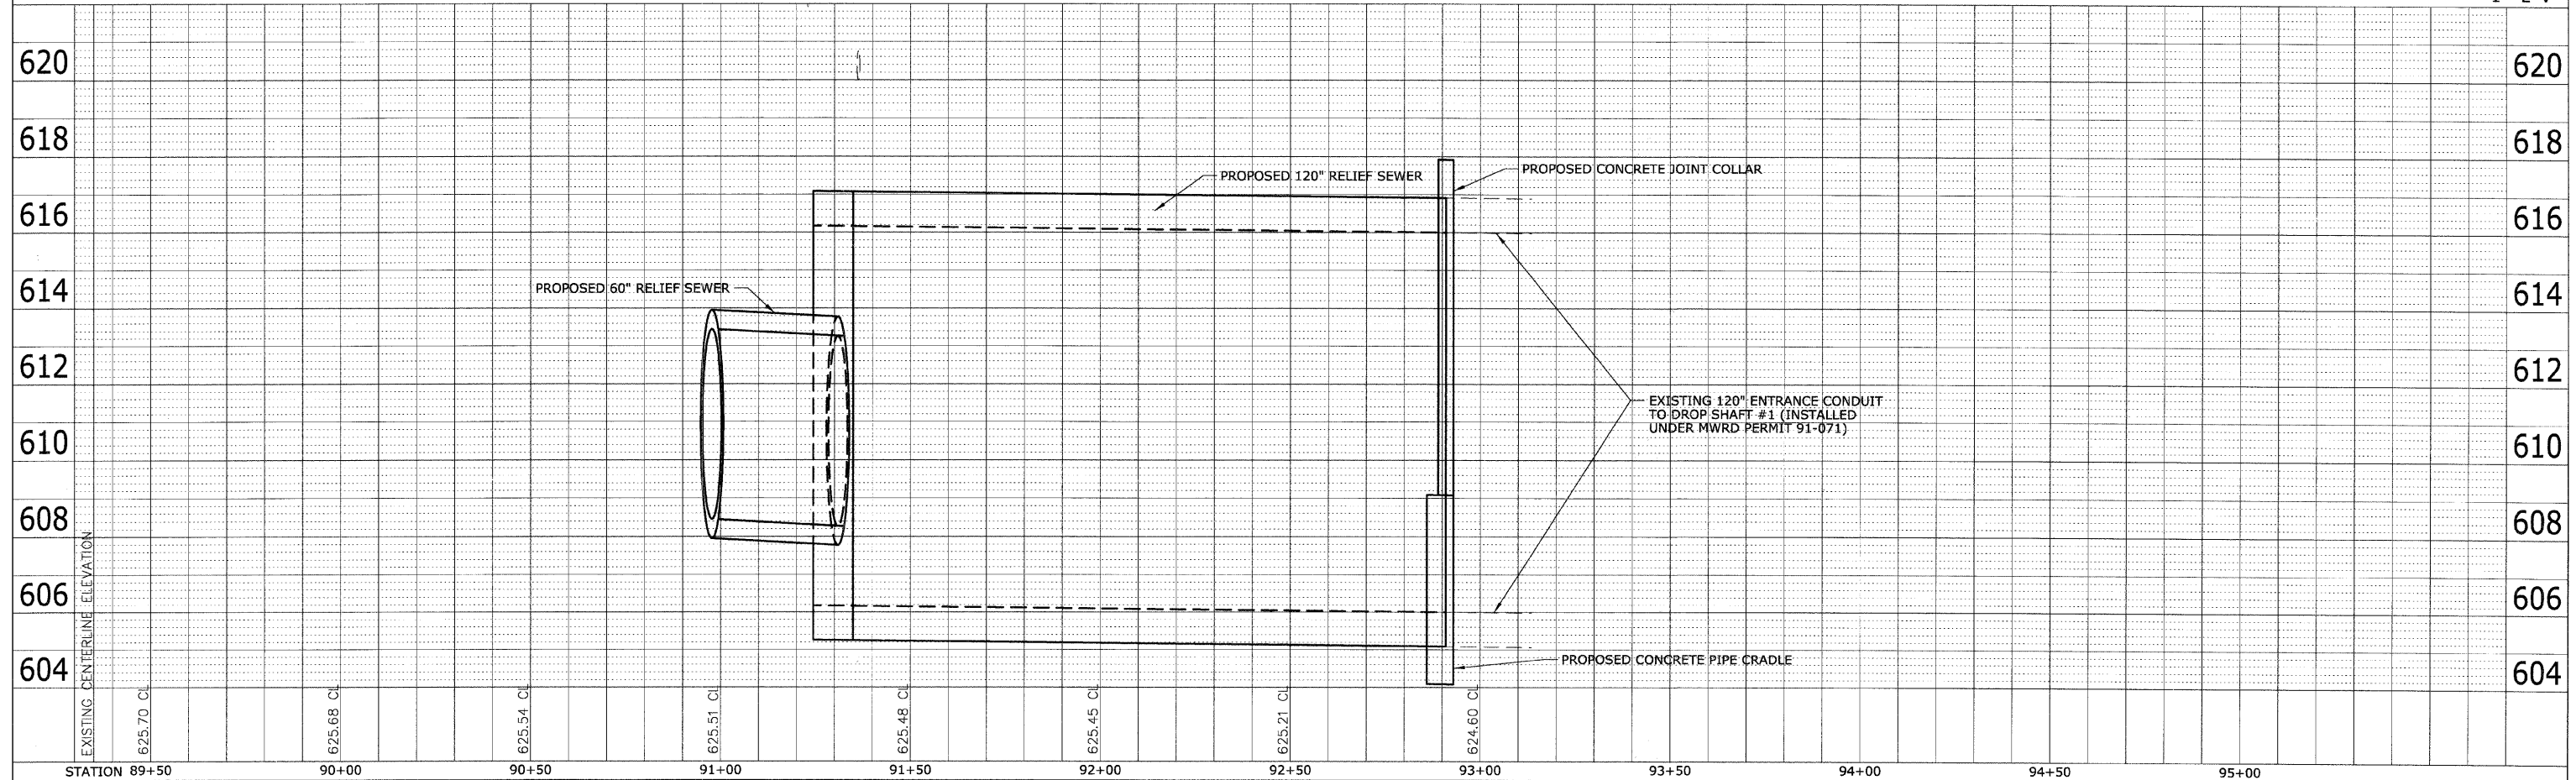 620
620
618
618
PROPOSED CONCRETE JOINT COLLAR
PROPOSED 120" RELIEF SEWER
616
616
614
614
PROPOSED 60" RELIEF SEWER
612
612
EXISTING 120" ENTRANCE CONDUIT
TO DROP SHAFT #1 (INSTALLED
UNDER MWRD PERMIT 91-071)
610
610
608
608
606
606
604
604
PROPOSED CONCRETE PIPE CRADLE
EXISTING CENTERLINE ELEVATION
625.70 CL
625.68 CL
625.54 CL
625.51 CL
625.48 CL
625.45 CL
625.21 CL
624.60 CL
STATION 89+50
90+00
90+50
91+00
91+50
92+00
92+50
93+00
93+50
94+00
94+50
95+00